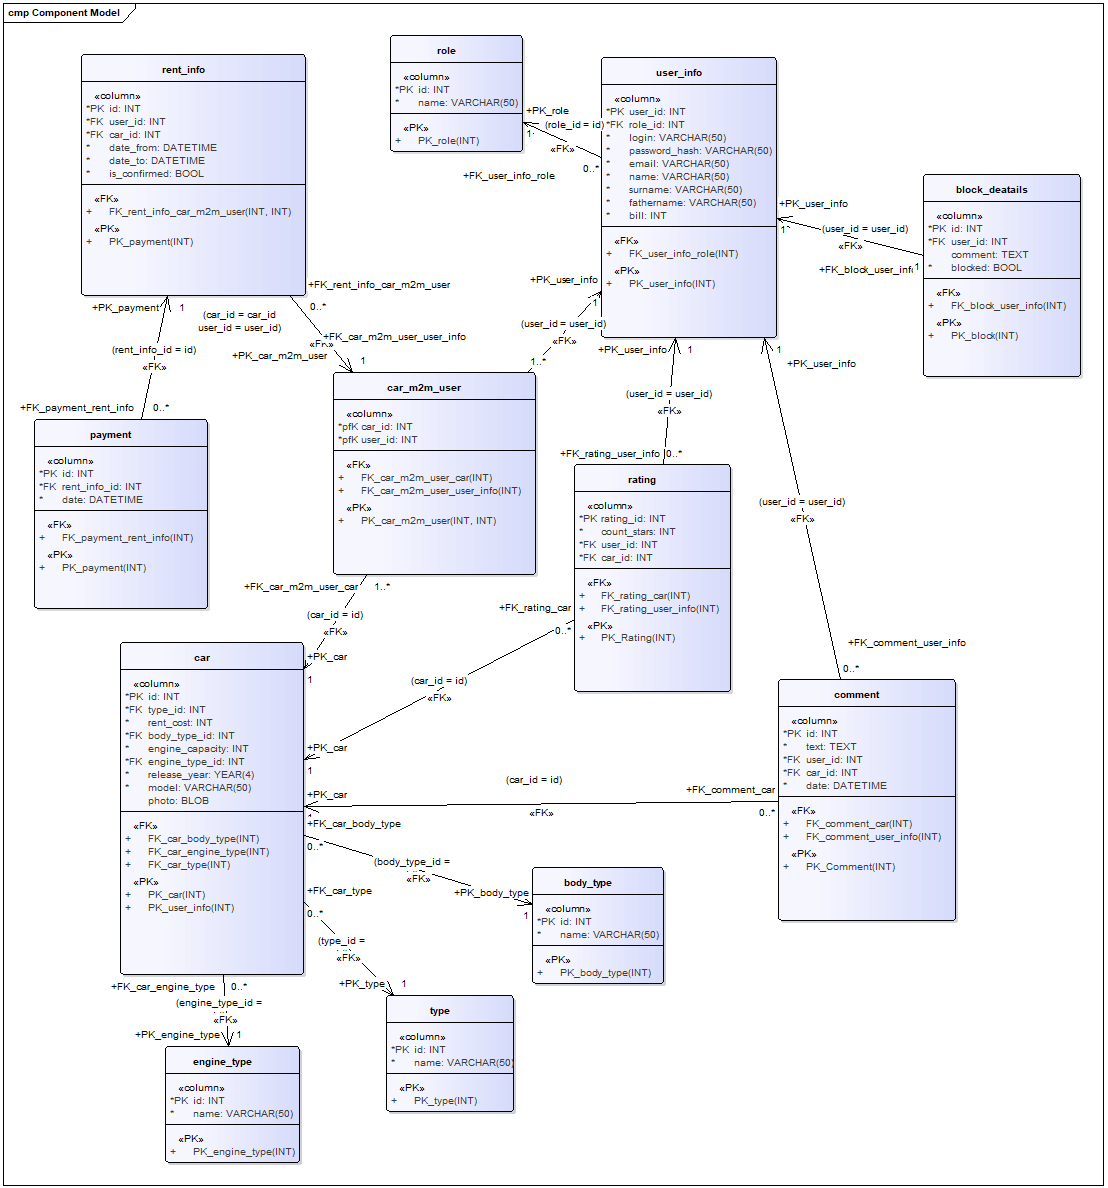 cmp Component Model
rent_info
«column»
*PK id: INT
*FK user_id: INT
*FK car_id: INT
* date_from: DATETIME
* date_to: DATETIME
* is_confirmed: BOOL
«FK»
+ FK_rent_info_car_m2m_user(INT, INT)
«PK»
+ PK_payment(INT)
role
«column»
*PK id: INT
* name: VARCHAR(50)
«PK»
+ PK_role(INT)
+PK_role
1
(role_id = id)
«FK»
0..*
+FK_user_info_role
user_info
«column»
*PK user_id: INT
*FK role_id: INT
* login: VARCHAR(50)
* password_hash: VARCHAR(50)
* email: VARCHAR(50)
* name: VARCHAR(50)
* surname: VARCHAR(50)
* fathername: VARCHAR(50)
* bill: INT
«FK»
+ FK_user_info_role(INT)
«PK»
+ PK_user_info(INT)
block_deatails
«column»
*PK id: INT
*FK user_id: INT
comment: TEXT
* blocked: BOOL
«FK»
+ FK_block_user_info(INT)
«PK»
+ PK_block(INT)
+PK_user_info
1
(user_id = user_id)
«FK»
+FK_block_user_info
1
+PK_payment
1
(rent_info_id = id)
«FK»
+FK_payment_rent_info
0..*
+FK_rent_info_car_m2m_user
0..*
(car_id = car_id
user_id = user_id)
«FK»
+PK_car_m2m_user
1
+FK_car_m2m_user_user_info
1..*
(user_id = user_id)
«FK»
+PK_user_info
1
payment
«column»
*PK id: INT
*FK rent_info_id: INT
* date: DATETIME
«FK»
+ FK_payment_rent_info(INT)
«PK»
+ PK_payment(INT)
car_m2m_user
«column»
*pfK car_id: INT
*pfK user_id: INT
«FK»
+ FK_car_m2m_user_car(INT)
+ FK_car_m2m_user_user_info(INT)
«PK»
+ PK_car_m2m_user(INT, INT)
+PK_user_info
1
(user_id = user_id)
«FK»
+FK_rating_user_info
0..*
rating
«column»
*PK rating_id: INT
* count_stars: INT
*FK user_id: INT
*FK car_id: INT
«FK»
+ FK_rating_car(INT)
+ FK_rating_user_info(INT)
«PK»
+ PK_Rating(INT)
1
+PK_user_info
(user_id = user_id)
«FK»
+FK_comment_user_info
0..*
+FK_car_m2m_user_car
1..*
(car_id = id)
«FK»
+PK_car
1
+FK_rating_car
0..*
(car_id = id)
«FK»
+PK_car
1
car
«column»
*PK id: INT
*FK type_id: INT
* rent_cost: INT
*FK body_type_id: INT
* engine_capacity: INT
*FK engine_type_id: INT
* release_year: YEAR(4)
* model: VARCHAR(50)
photo: BLOB
«FK»
+ FK_car_body_type(INT)
+ FK_car_engine_type(INT)
+ FK_car_type(INT)
«PK»
+ PK_car(INT)
+ PK_user_info(INT)
comment
«column»
*PK id: INT
* text: TEXT
*FK user_id: INT
*FK car_id: INT
* date: DATETIME
«FK»
+ FK_comment_car(INT)
+ FK_comment_user_info(INT)
«PK»
+ PK_Comment(INT)
+PK_car
(car_id = id)
«FK»
+FK_comment_car
0..*
+FK_car_body_type
0..*
(body_type_id =
«FK»
+PK_body_type
1
body_type
«column»
*PK id: INT
* name: VARCHAR(50)
«PK»
+ PK_body_type(INT)
+FK_car_type
0..*
(type_id =
«FK»
+PK_type
1
type
«column»
*PK id: INT
* name: VARCHAR(50)
«PK»
+ PK_type(INT)
+FK_car_engine_type
0..*
(engine_type_id =
«FK»
+PK_engine_type
1
engine_type
«column»
*PK id: INT
* name: VARCHAR(50)
«PK»
+ PK_engine_type(INT)